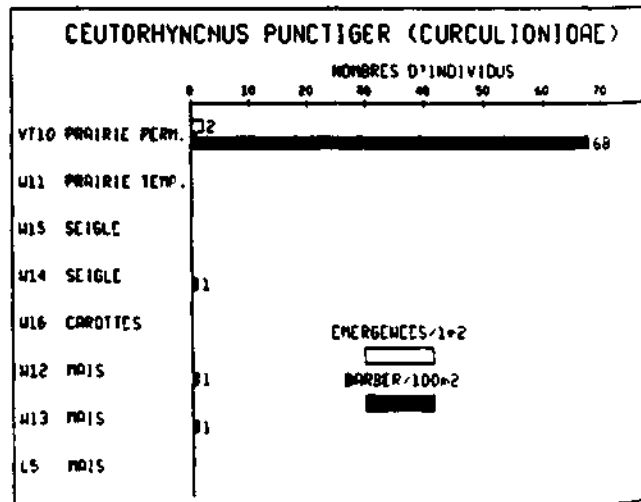 CEUTORHYNCNUS PUNCTIGER (CURCULIONIOAE)
NOMBRES D'INDIVIDUS
0 10 20 30 40 50 60 70
VT10 PRAIRIE PERM. 2
68
W11 PRAIRIE TEMP.
W15 SEIGLE
W14 SEIGLE 1
W16 CAROTTES
EMERGENCES/1m2
W12 MAIS 1
BARBER/100m2
W13 MAIS 1
L5 MAIS